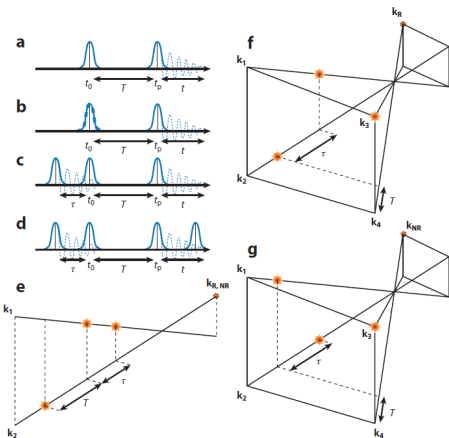 a
t0
T
tp
t
b
t0
T
tp
t
c
τ
t0
T
tp
t
d
τ
t0
T
tp
t
e
kR, NR
k1
τ
T
k2
f
kR
k1
k3
τ
k2
T
k4
g
kNR
k1
k3
τ
k2
T
k4